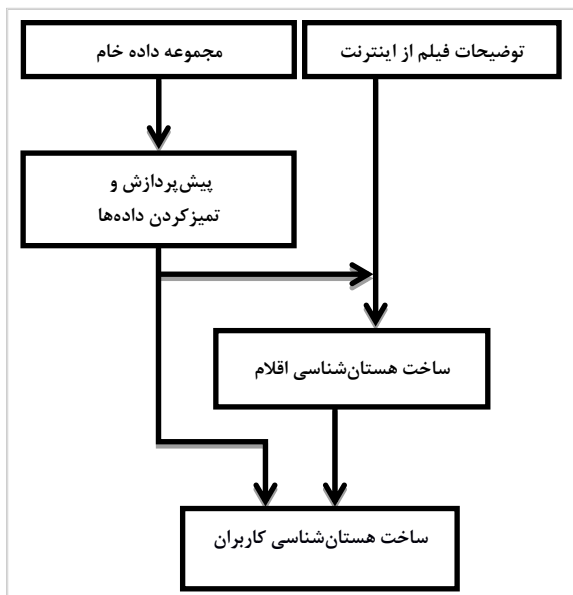 توضیحات فیلم از اینترنت
مجموعه داده خام
پیش‌پردازش و
تمیزکردن داده‌ها
ساخت هستان‌شناسی اقلام
ساخت هستان‌شناسی کاربران